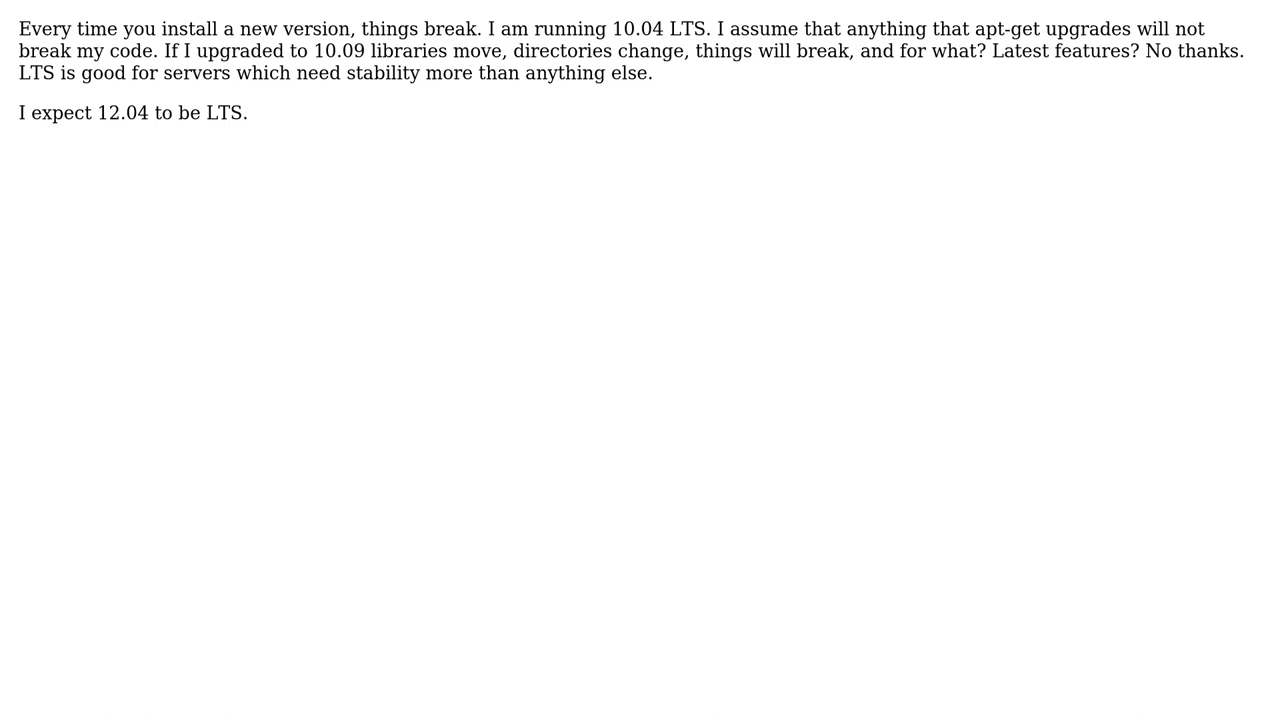 Every time you install a new version, things break. I am running 10.04 LTS. I assume that anything that apt-get upgrades will not
break my code. If I upgraded to 10.09 libraries move, directories change, things will break, and for what? Latest features? No thanks.
LTS is good for servers which need stability more than anything else.
I expect 12.04 to be LTS.